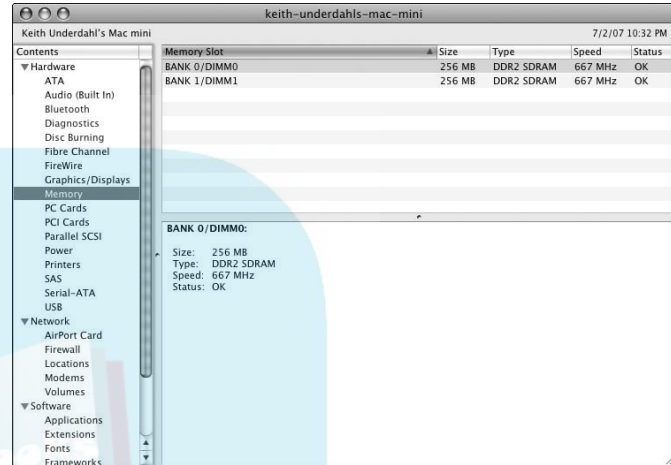 keith-underdahls-mac-mini
Keith Underdahl's Mac mini 7/2/07 10:32 PM
Contents
Hardware
ATA
Audio (Built In)
Bluetooth
Diagnostics
Disc Burning
Fibre Channel
FireWire
Graphics/Displays
Memory
PC Cards
PCI Cards
Parallel SCSI
Power
Printers
SAS
Serial-ATA
USB
Network
AirPort Card
Firewall
Locations
Modems
Volumes
Software
Applications
Extensions
Fonts
Frameworks
Memory Slot Size Type Speed Status
BANK 0/DIMM0 256 MB DDR2 SDRAM 667 MHz OK
BANK 1/DIMM1 256 MB DDR2 SDRAM 667 MHz OK
BANK 0/DIMM0:
Size: 256 MB
Type: DDR2 SDRAM
Speed: 667 MHz
Status: OK